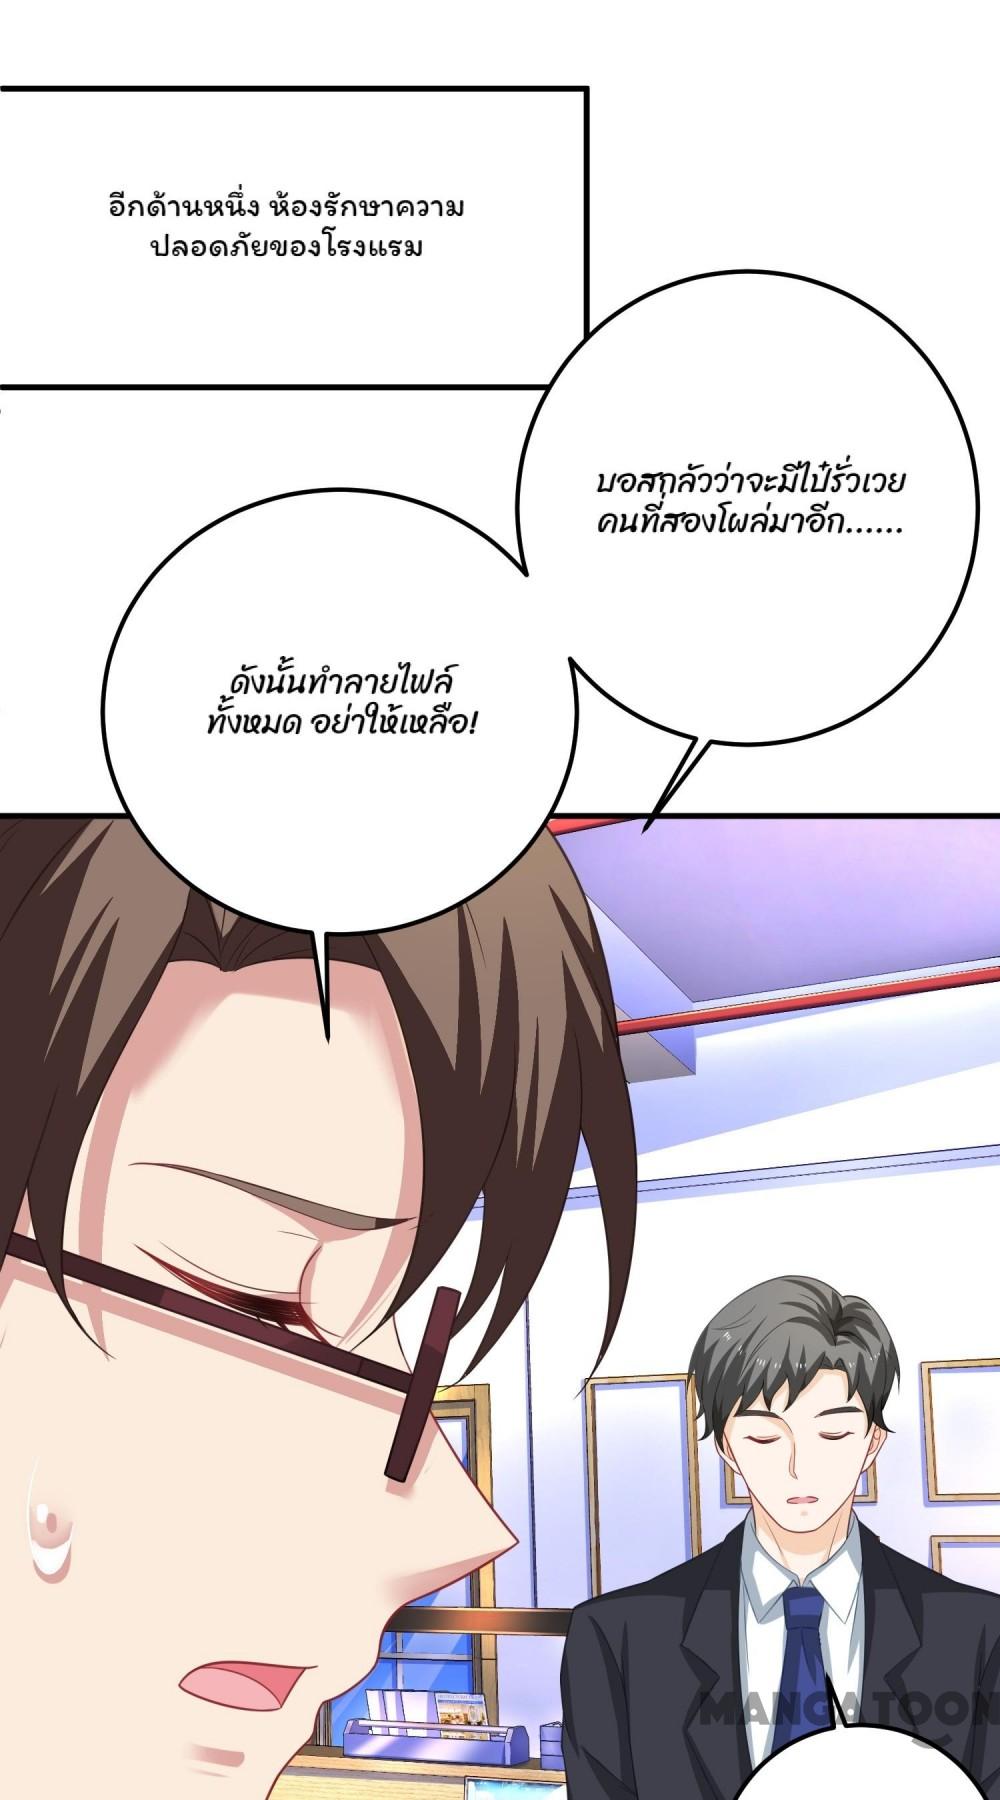 อีกด้านหนึ่ง ห้องรักษาความ
ปลอดภัยของโรงแรม
บอสกลัวว่าจะมีไป๋รั่วเวย
คนที่สองโผล่มาอีก......
ดังนั้นทำลายไฟล์
ทั้งหมด อย่าให้เหลือ!
MANGATOON